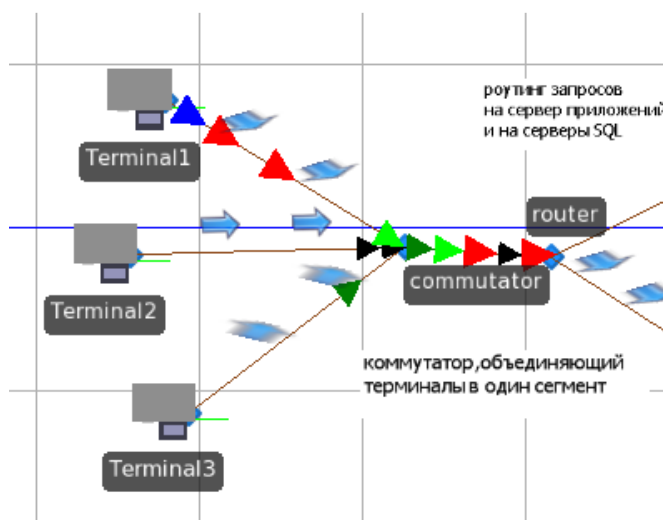 роутинг запросов
на сервер приложений
и на серверы SQL
Terminal1
router
Terminal2
commutator
коммутатор,объединяющий
терминалы в один сегмент
Terminal3